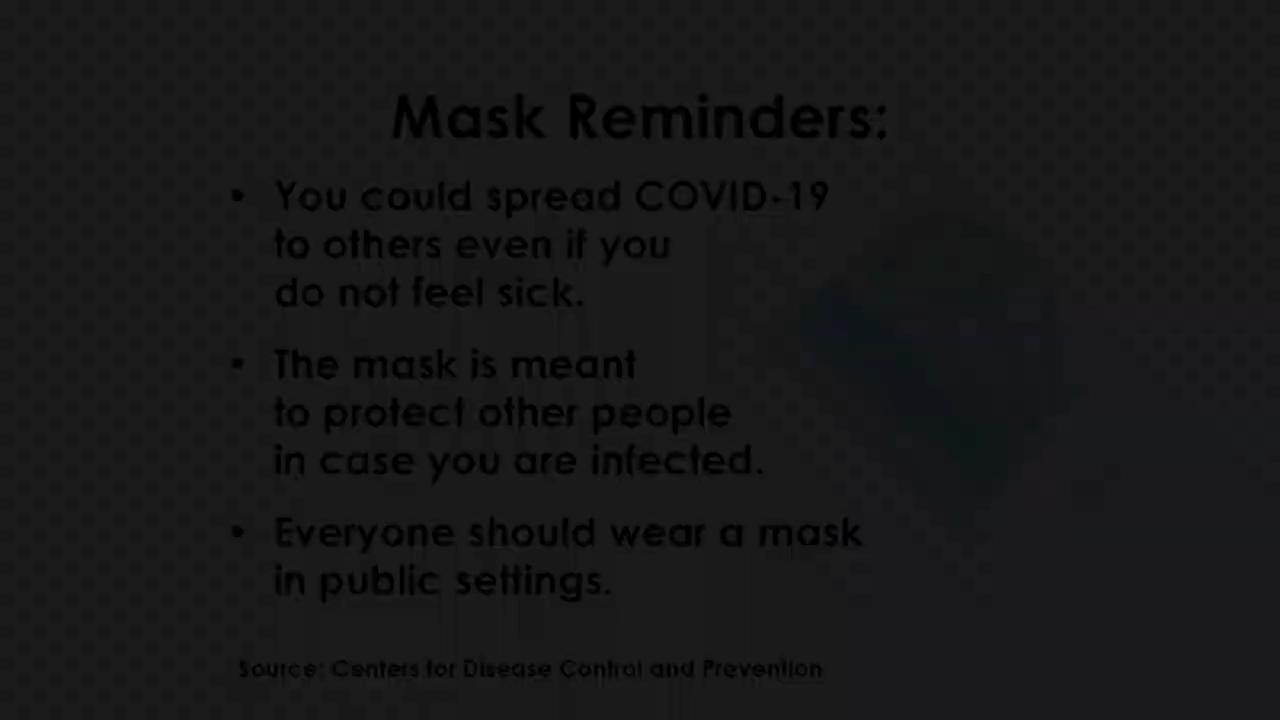 Mask Reminders:
• You could spread COVID-19
to others even if you
do not feel sick.
• The mask is meant
to protect other people
in case you are infected.
• Everyone should wear a mask
in public settings.
Source: Centers for Disease Control and Prevention